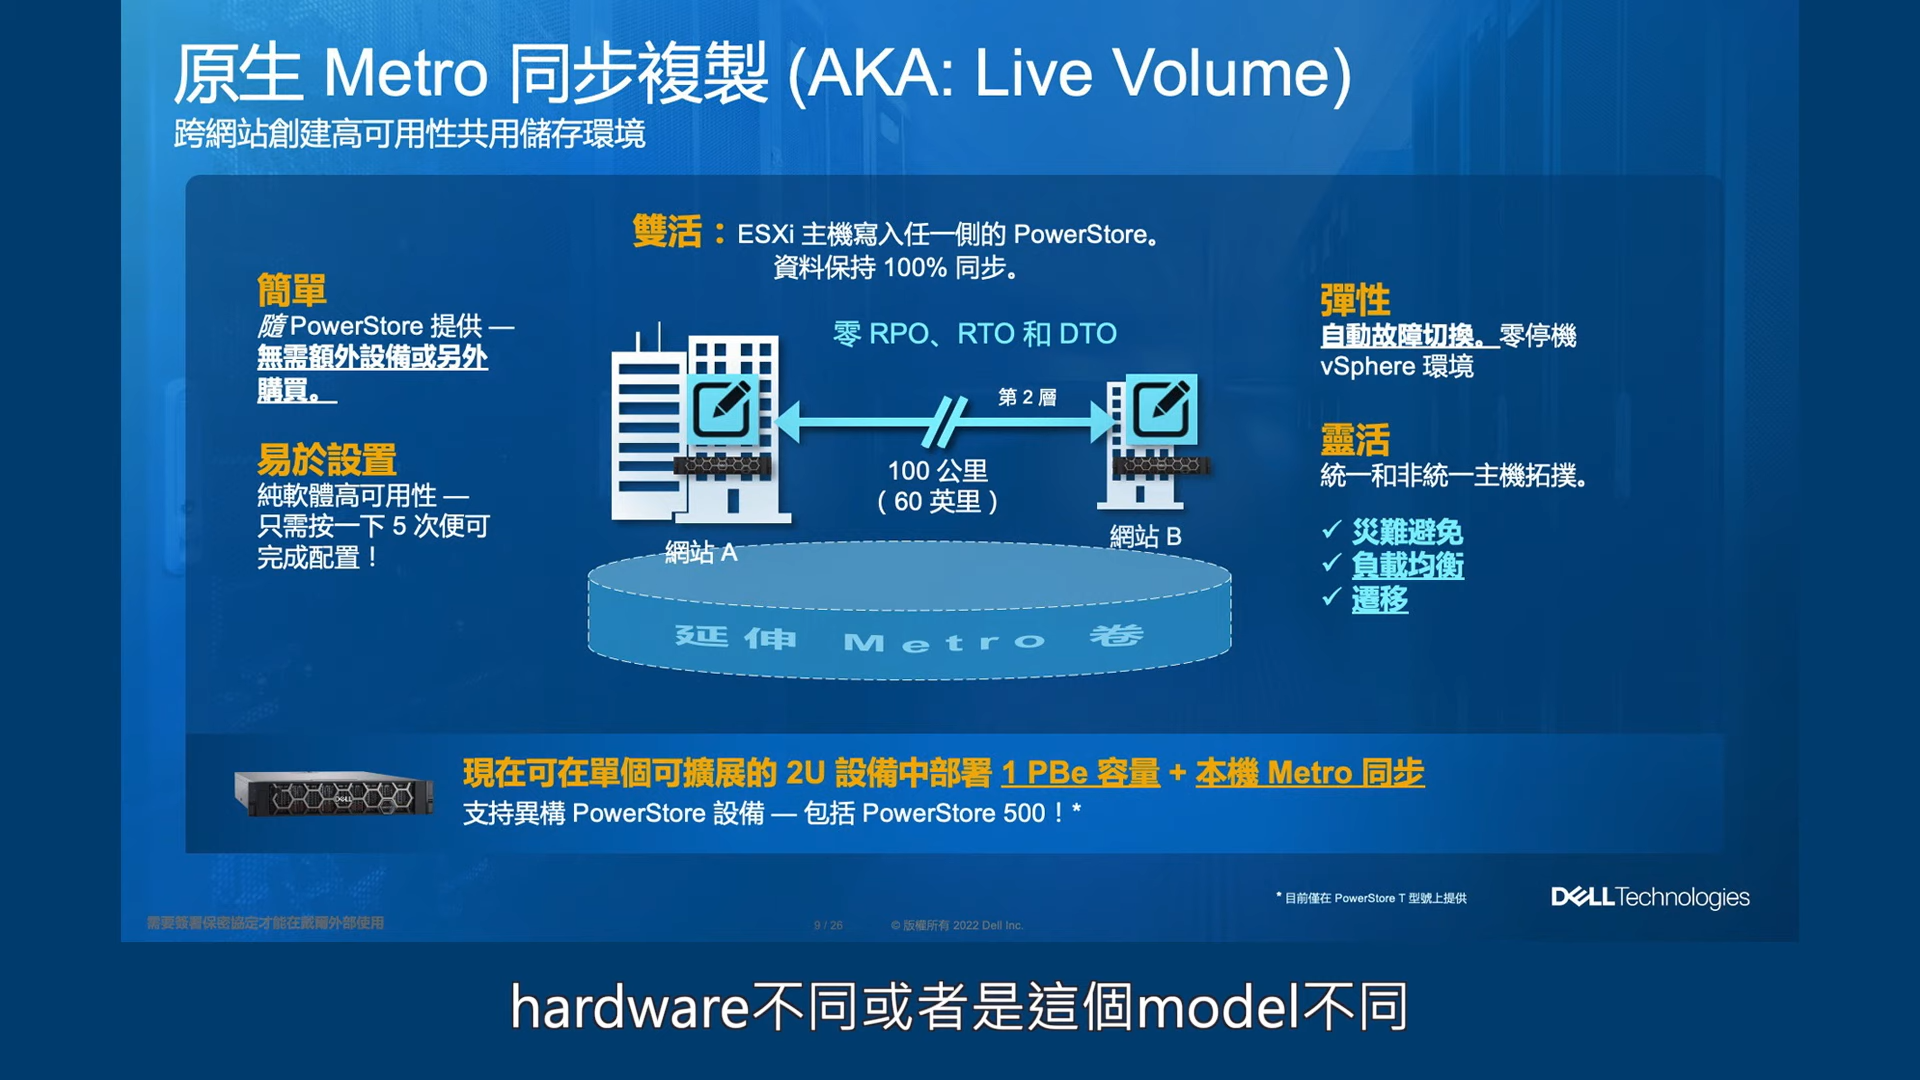 原生 Metro 同步複製 (AKA: Live Volume)
跨網站創建高可用性共用儲存環境
雙活：ESXi 主機寫入任一側的 PowerStore。
資料保持 100% 同步。
簡單
隨 PowerStore 提供 —
無需額外設備或另外
購買。
易於設置
純軟體高可用性 —
只需按一下 5 次便可
完成配置！
零 RPO、RTO 和 DTO
第 2 層
100 公里
（ 60 英里 ）
網站 A
網站 B
延伸 Metro 卷
彈性
自動故障切換。零停機
vSphere 環境
靈活
統一和非統一主機拓撲。
✓ 災難避免
✓ 負載均衡
✓ 遷移
現在可在單個可擴展的 2U 設備中部署 1 PBe 容量 + 本機 Metro 同步
支持異構 PowerStore 設備 — 包括 PowerStore 500！*
* 目前僅在 PowerStore T 型號上提供
DELL Technologies
需要簽署保密協定才能在戴爾外部使用
9 / 26
© 版權所有 2022 Dell Inc.
hardware不同或者是這個model不同